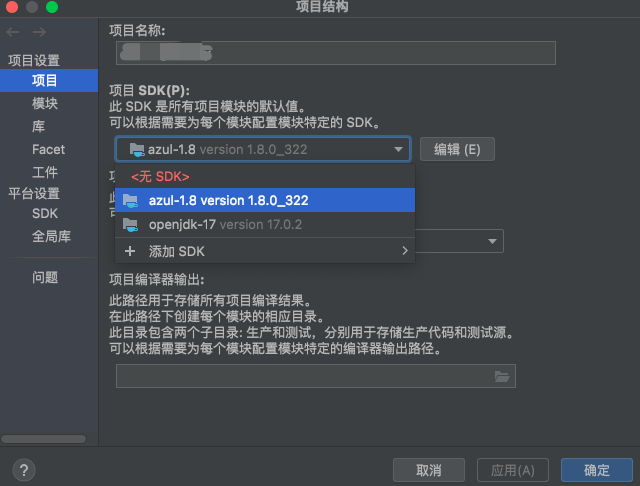 项目结构
项目设置
项目
模块
库
Facet
工件
平台设置
SDK
全局库
问题
项目名称:
项目 SDK(P):
此 SDK 是所有项目模块的默认值。
可以根据需要为每个模块配置模块特定的 SDK。
azul-1.8 version 1.8.0_322
编辑 (E)
<无 SDK>
azul-1.8 version 1.8.0_322
openjdk-17 version 17.0.2
添加 SDK
项目编译器输出:
此路径用于存储所有项目编译结果。
在此路径下创建每个模块的相应目录。
此目录包含两个子目录: 生产和测试，分别用于存储生产代码和测试源。
可以根据需要为每个模块配置模块特定的编译器输出路径。
?
取消
应用(A)
确定